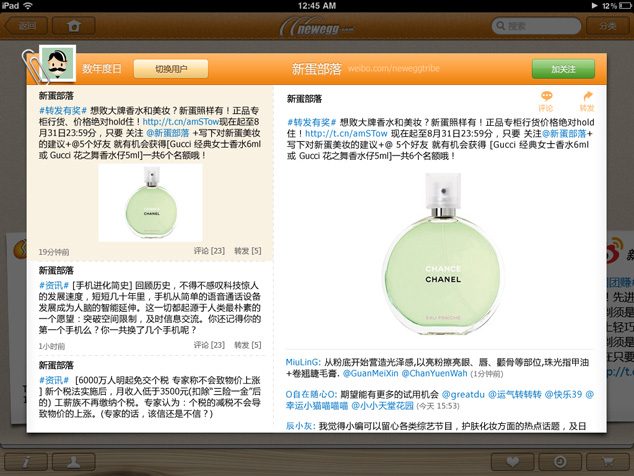 iPad
12:45 AM
12%
返回
newegg
.com
搜索
分类
数年度日
切换用户
新蛋部落
weibo.com/neweggtribe
加关注
新蛋部落
#转发有奖# 想败大牌香水和美妆？新蛋照样有！正品专
柜行货、价格绝对hold住！http://t.cn/amSTow现在起至8
月31日23:59分，只要 关注 @新蛋部落 +写下对新蛋美妆
的建议+@5个好友 就有机会获得[Gucci 经典女士香水6ml
或 Gucci 花之舞香水仔5ml]一共6个名额哦！
CHANCE
CHANEL
19分钟前
评论 [23]
转发 [5]
新蛋部落
#资讯# [手机进化简史] 回顾历史，不得不感叹科技惊人
的发展速度，短短几十年里，手机从简单的语音通话设备
发展成为人脑的智能延伸。这一切都起源于人类最朴素的
一个愿望：突破空间限制，及时信息交流。你还记得你的
第一个手机么？你一共换了几个手机呢？
1小时前
评论 [23]
转发 [5]
新蛋部落
#资讯# [6000万人明起免交个税 专家称不会致物价上涨
] 新个税法实施后，月收入低于3500元(扣除"三险一金"后
的) 工薪族不再缴纳个税。专家认为：个税的减税不会导
致物价的上涨。(专家的话，该信还是不信？)
新蛋部落
评论
转发
#转发有奖# 想败大牌香水和美妆？新蛋照样有！正品专柜行货价格绝对hold
住！http://t.cn/amSTow 现在起至8月31日23:59分，只要 关注@新蛋部落+
写下对新蛋美妆的建议+@ 5个好友 就有机会获得 [Gucci 经典女士香水6ml
或 Gucci 花之舞香水仔5ml]一共6个名额哦！
CHANCE
CHANEL
EAU FRAÎCHE
MiuLinG: 从粉底开始营造光泽感,以亮粉擦亮眼、唇、颧骨等部位,珠光指甲油
+卷翘睫毛膏. @GuanMeiXin @ChanYuenWah (1分钟前)
O自在随心O: 期望能有更多的试用机会 @greatdu @运气转转转 @快乐39 @
幸运小猫喵喵喵 @小小天堂花园 (今天 15:53)
辰小灰: 我觉得小编可以留心各类综艺节目，护肤化妆方面的热点话题，及日